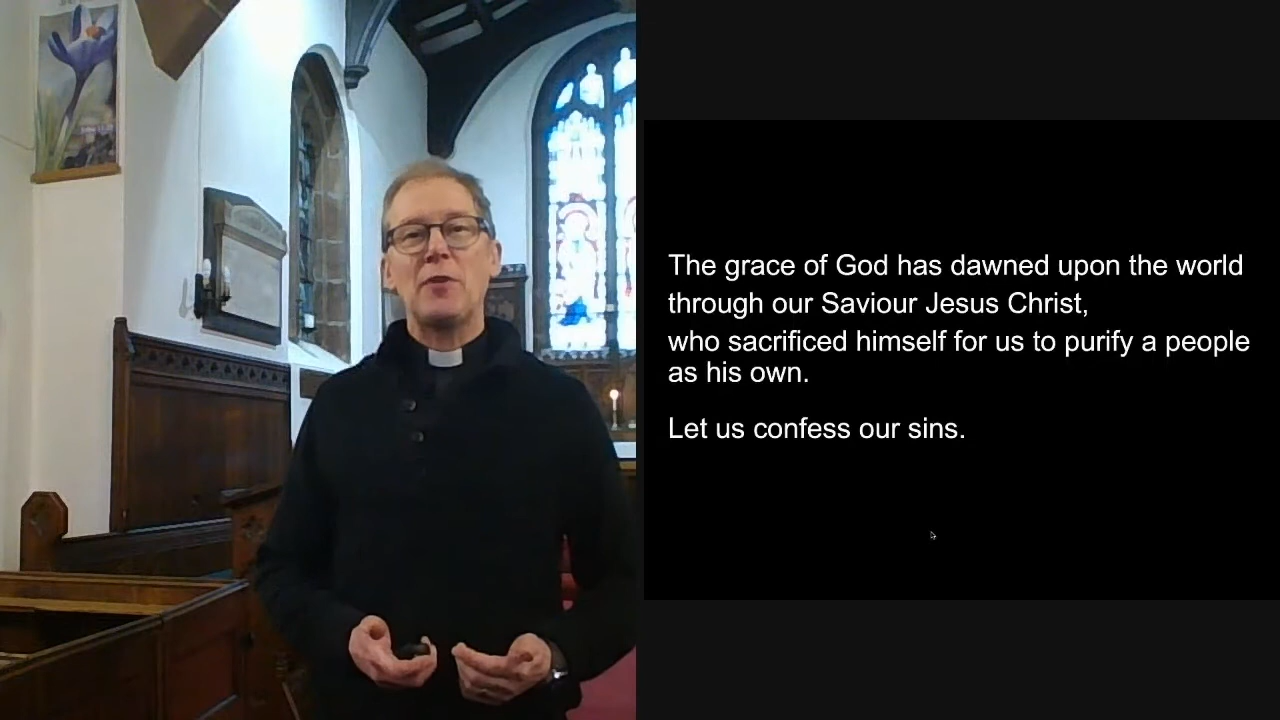 The grace of God has dawned upon the world
through our Saviour Jesus Christ,
who sacrificed himself for us to purify a people
as his own.
Let us confess our sins.